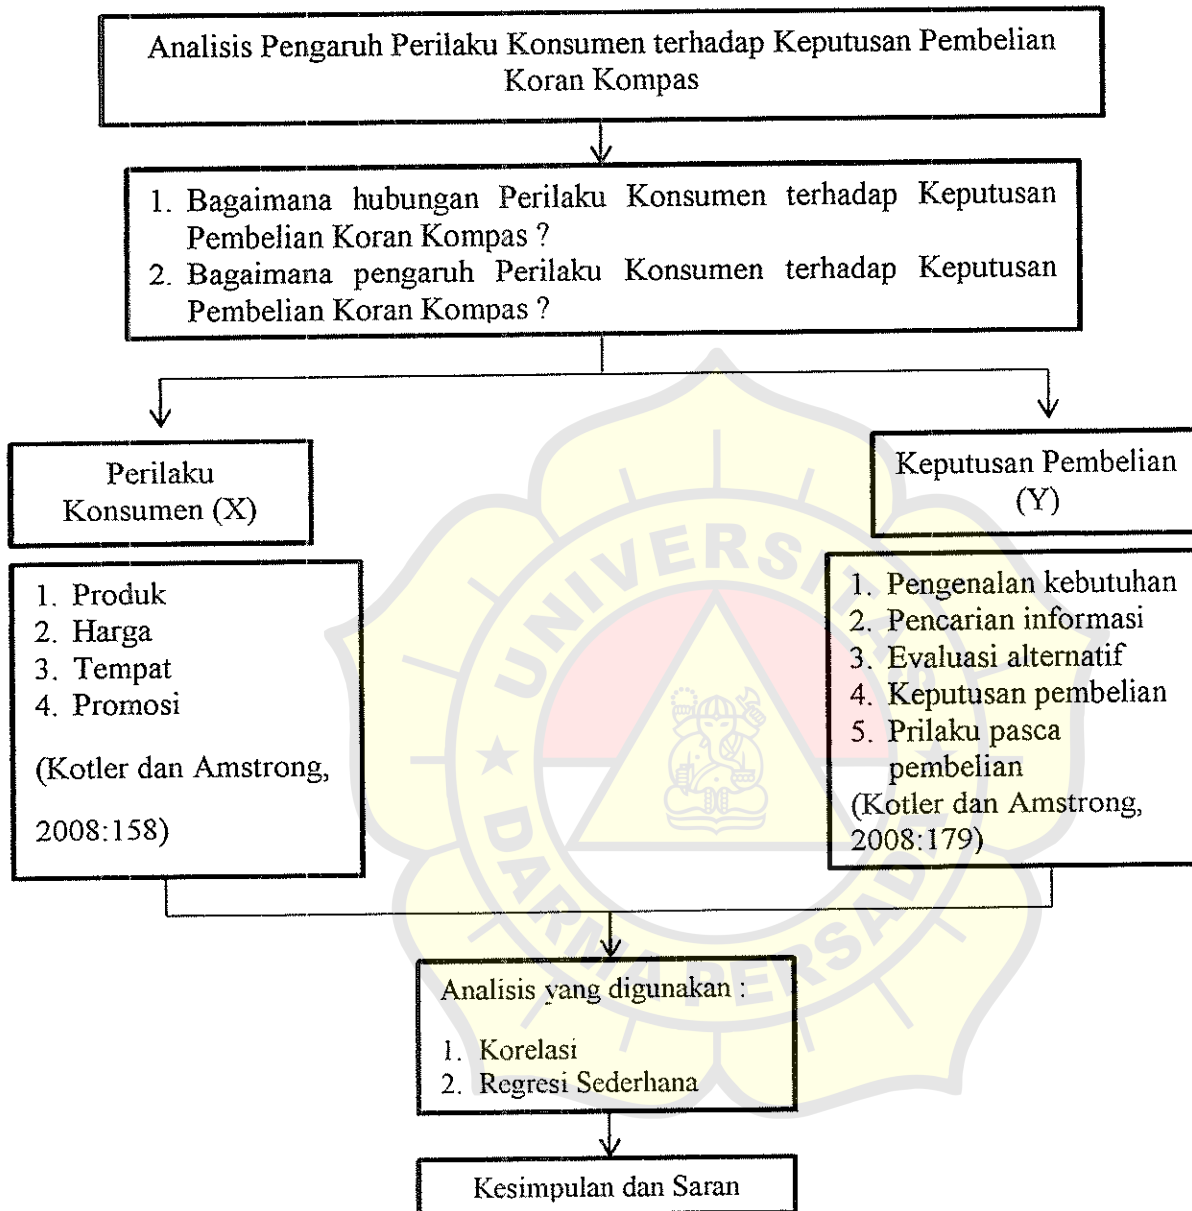 Analisis Pengaruh Perilaku Konsumen terhadap Keputusan Pembelian
Koran Kompas
1. Bagaimana hubungan Perilaku Konsumen terhadap Keputusan
Pembelian Koran Kompas ?
2. Bagaimana pengaruh Perilaku Konsumen terhadap Keputusan
Pembelian Koran Kompas ?
Perilaku
Konsumen (X)
Keputusan Pembelian
(Y)
1. Produk
2. Harga
3. Tempat
4. Promosi
(Kotler dan Amstrong,
2008:158)
1. Pengenalan kebutuhan
2. Pencarian informasi
3. Evaluasi alternatif
4. Keputusan pembelian
5. Prilaku pasca
pembelian
(Kotler dan Amstrong,
2008:179)
UNIVERSITAS
DARMA PERSADA
Analisis yang digunakan :
1. Korelasi
2. Regresi Sederhana
Kesimpulan dan Saran